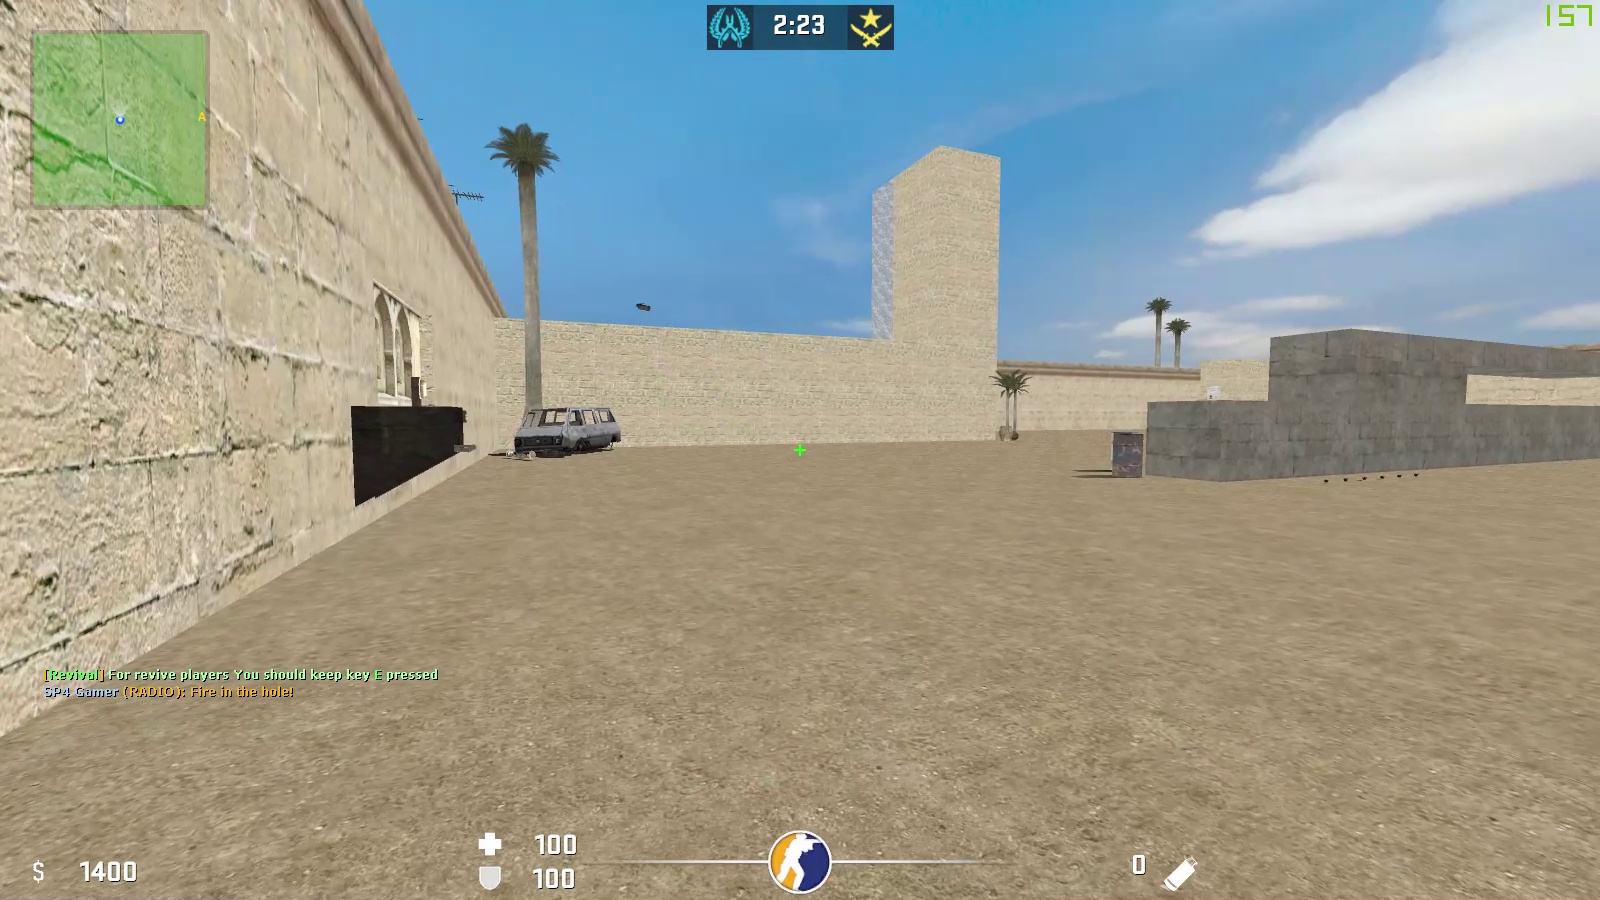 2:23
157
A
[Revival] For revive players You should keep key E pressed
SP4 Gamer (RADIO): Fire in the hole!
$ 1400
100
100
0